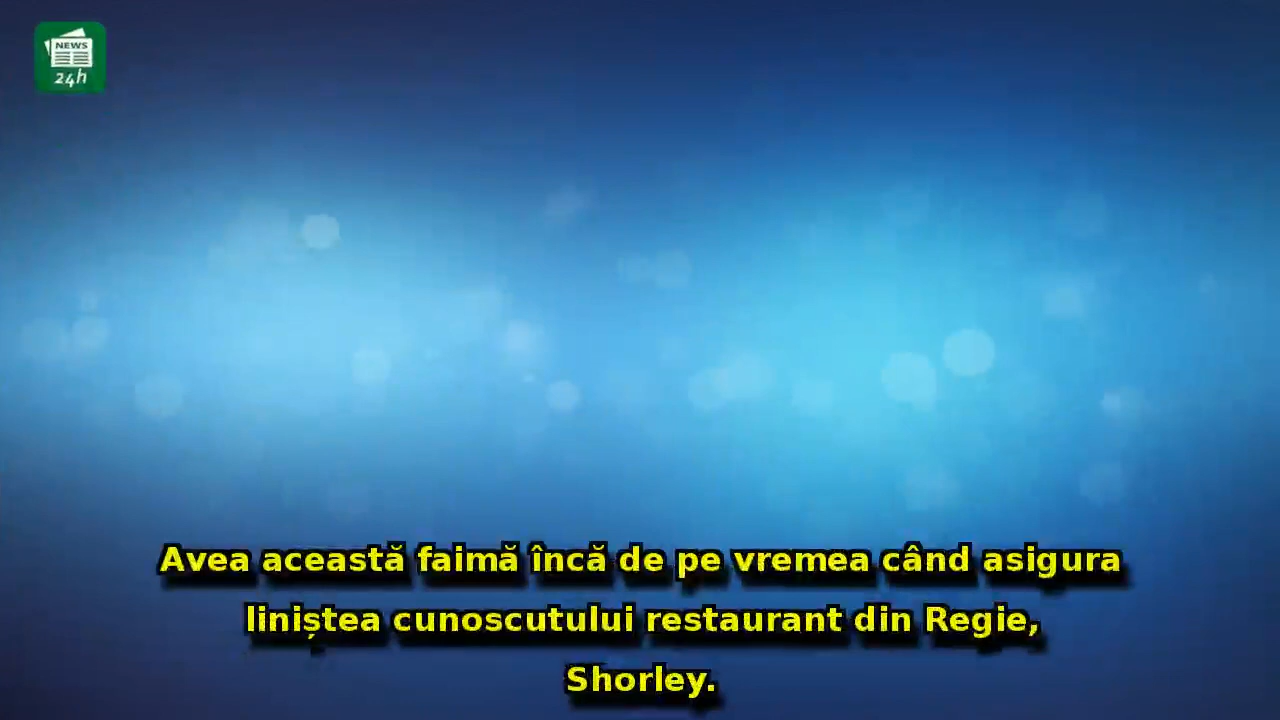 NEWS
24h
Avea această faimă încă de pe vremea când asigura
liniștea cunoscutului restaurant din Regie,
Shorley.